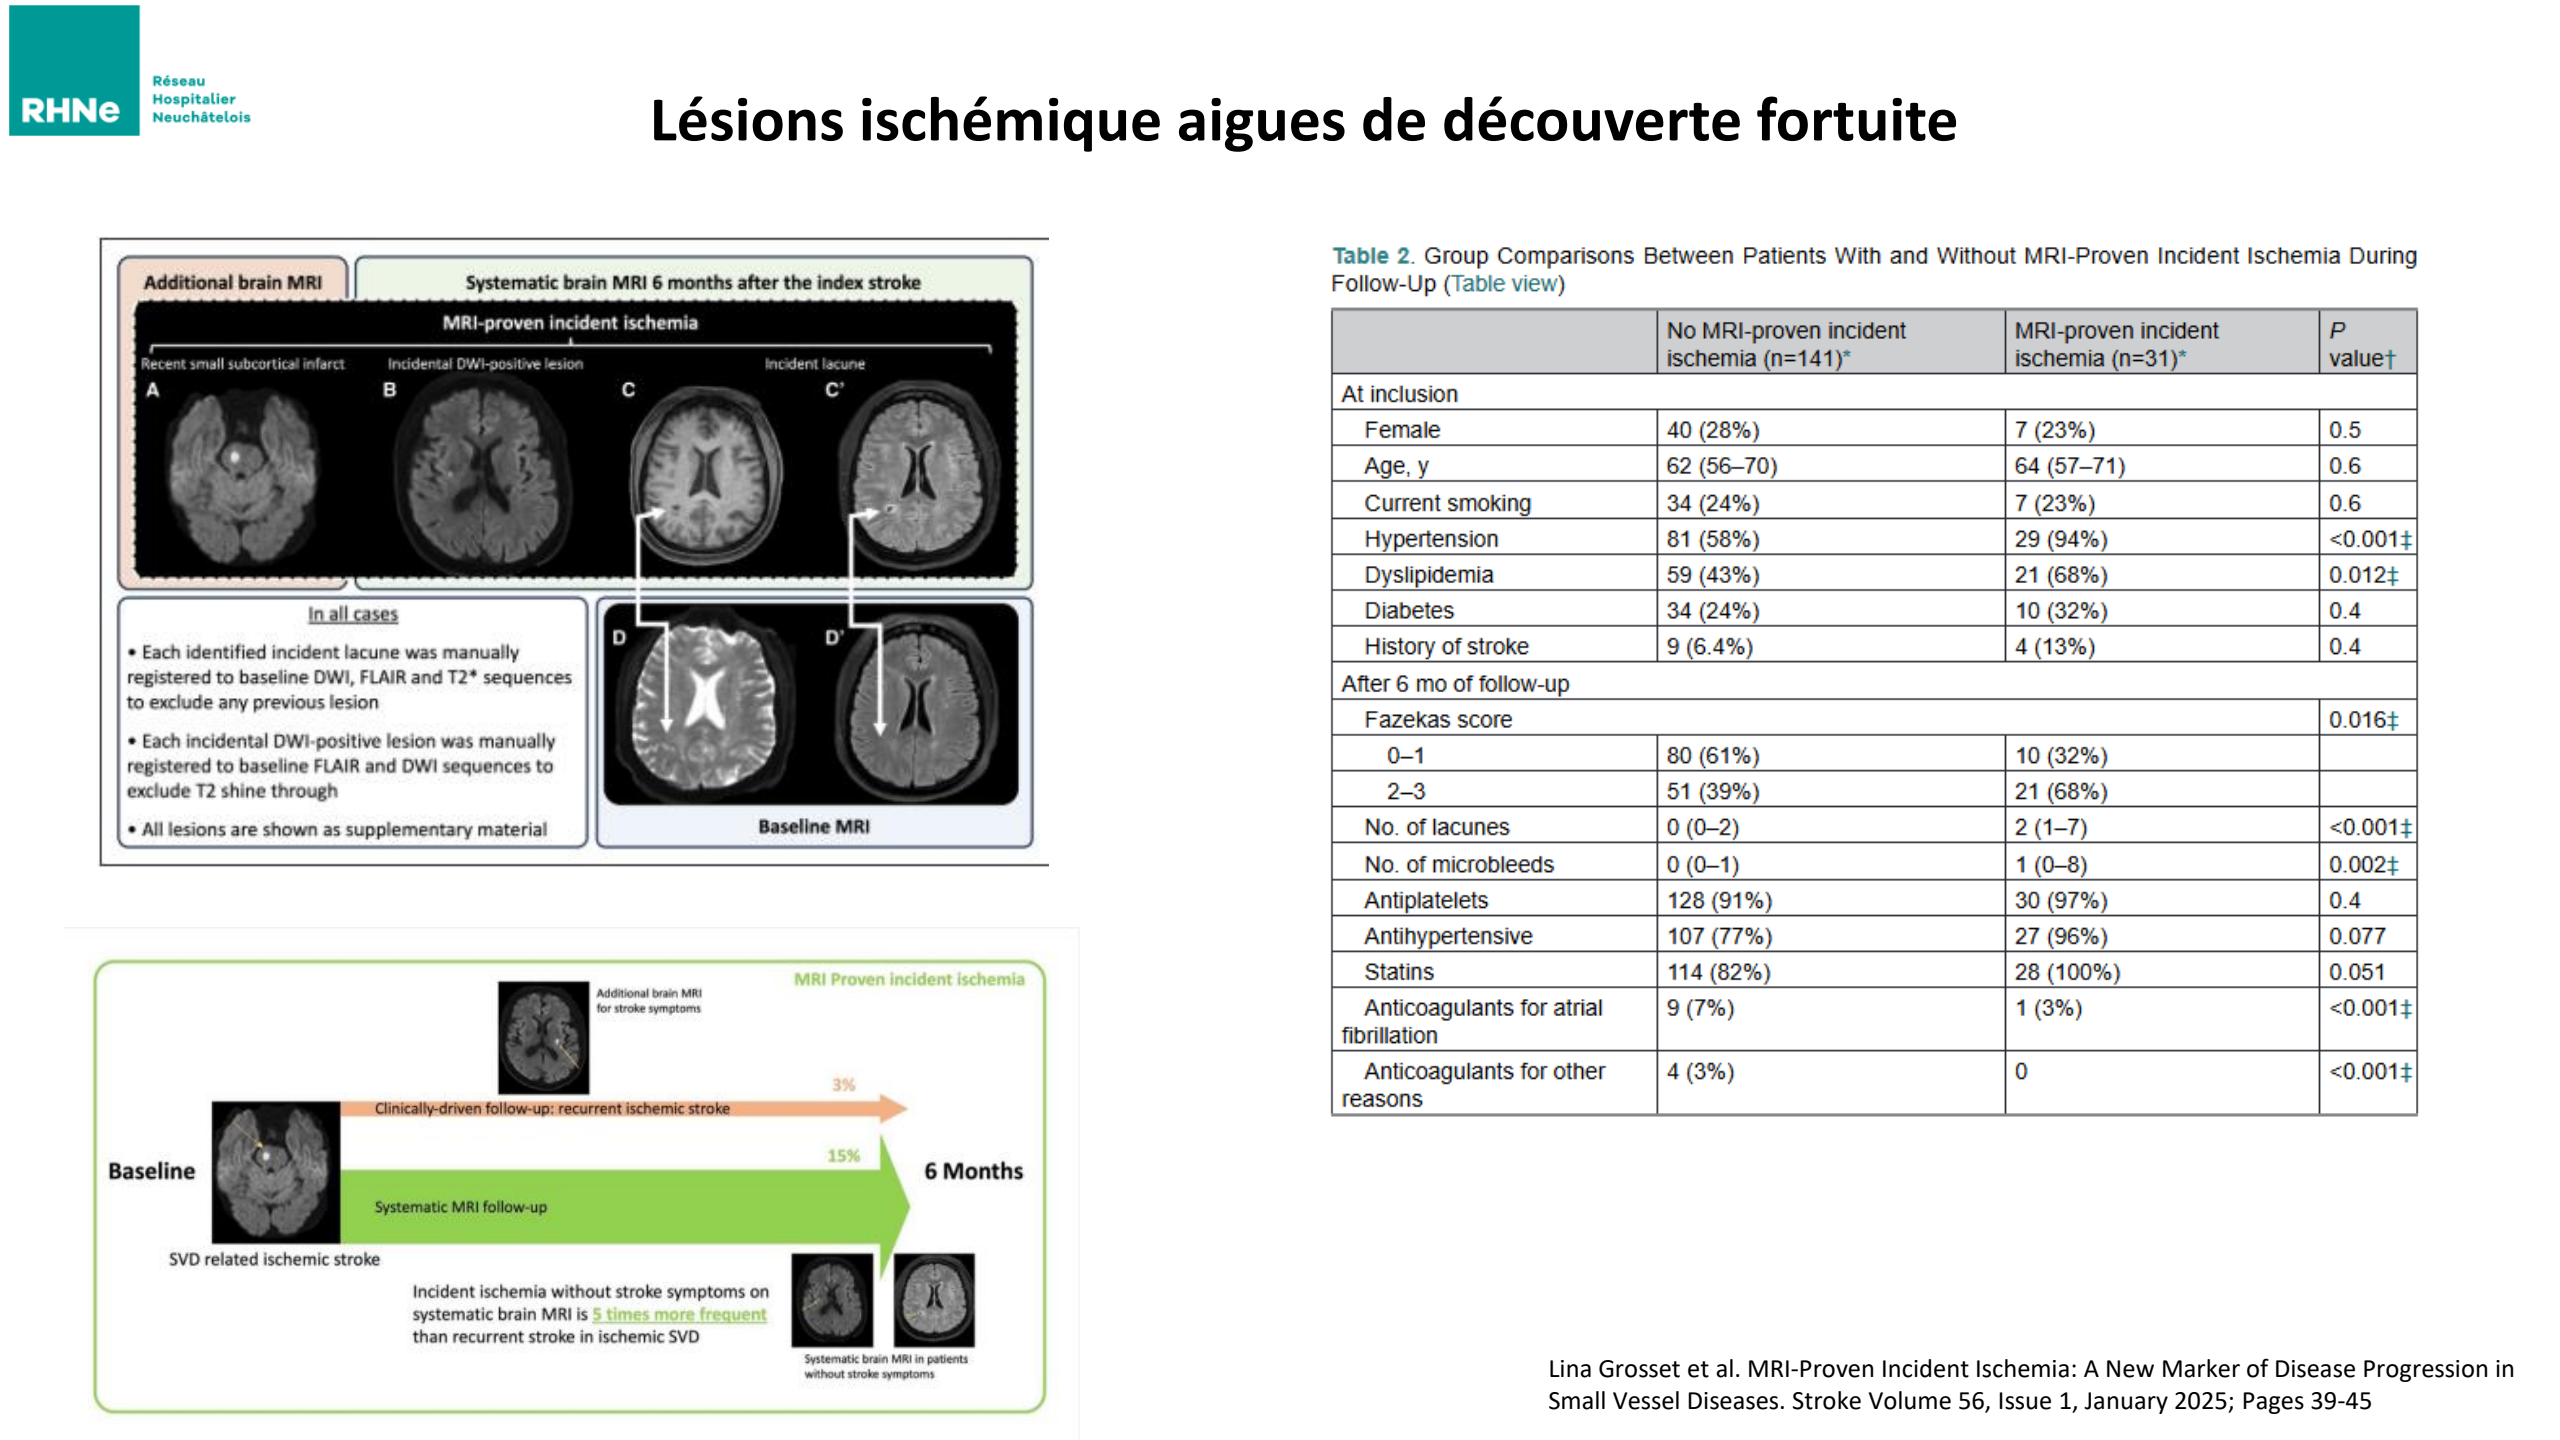 RHNe
Réseau
Hospitalier
Neuchâtelois
Lésions ischémique aigues de découverte fortuite
Additional brain MRI
Systematic brain MRI 6 months after the index stroke
MRI-proven incident ischemia
Recent small subcortical infarct
Incidental DWI-positive lesion
Incident lacune
A
B
C
C'
In all cases
• Each identified incident lacune was manually
registered to baseline DWI, FLAIR and T2* sequences
to exclude any previous lesion
• Each incidental DWI-positive lesion was manually
registered to baseline FLAIR and DWI sequences to
exclude T2 shine through
• All lesions are shown as supplementary material
D
D'
Baseline MRI
MRI Proven incident ischemia
Additional brain MRI
for stroke symptoms
3%
Clinically-driven follow-up: recurrent ischemic stroke
15%
Baseline
6 Months
Systematic MRI follow-up
SVD related ischemic stroke
Incident ischemia without stroke symptoms on
systematic brain MRI is 5 times more frequent
than recurrent stroke in ischemic SVD
Systematic brain MRI in patients
without stroke symptoms
Table 2. Group Comparisons Between Patients With and Without MRI-Proven Incident Ischemia During
Follow-Up (Table view)
No MRI-proven incident ischemia (n=141)* MRI-proven incident ischemia (n=31)* P value†
At inclusion
Female 40 (28%) 7 (23%) 0.5
Age, y 62 (56–70) 64 (57–71) 0.6
Current smoking 34 (24%) 7 (23%) 0.6
Hypertension 81 (58%) 29 (94%) <0.001‡
Dyslipidemia 59 (43%) 21 (68%) 0.012‡
Diabetes 34 (24%) 10 (32%) 0.4
History of stroke 9 (6.4%) 4 (13%) 0.4
After 6 mo of follow-up
Fazekas score 0.016‡
0–1 80 (61%) 10 (32%)
2–3 51 (39%) 21 (68%)
No. of lacunes 0 (0–2) 2 (1–7) <0.001‡
No. of microbleeds 0 (0–1) 1 (0–8) 0.002‡
Antiplatelets 128 (91%) 30 (97%) 0.4
Antihypertensive 107 (77%) 27 (96%) 0.077
Statins 114 (82%) 28 (100%) 0.051
Anticoagulants for atrial fibrillation 9 (7%) 1 (3%) <0.001‡
Anticoagulants for other reasons 4 (3%) 0 <0.001‡
Lina Grosset et al. MRI-Proven Incident Ischemia: A New Marker of Disease Progression in
Small Vessel Diseases. Stroke Volume 56, Issue 1, January 2025; Pages 39-45